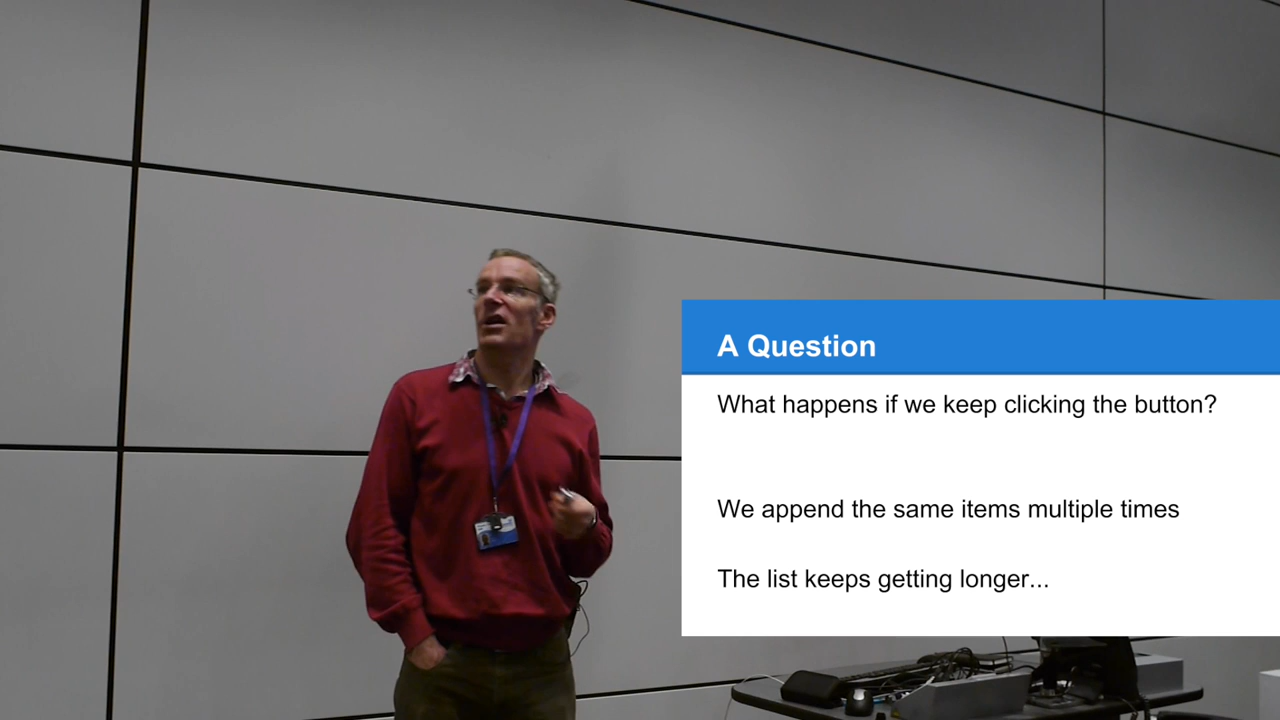 A Question
What happens if we keep clicking the button?
We append the same items multiple times
The list keeps getting longer...